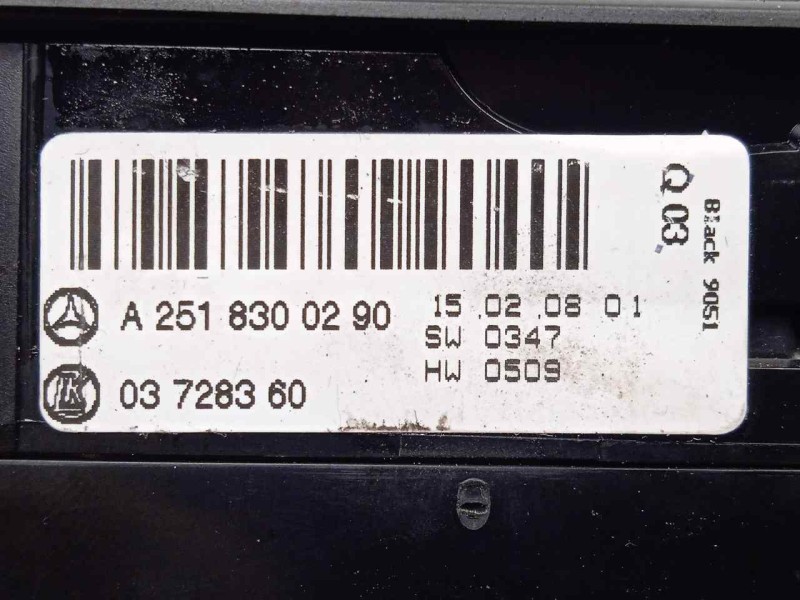 A 251 830 02 90
03 7283 60
15.02.08 01
SW 0347
HW 0509
Q 03
Black 9051